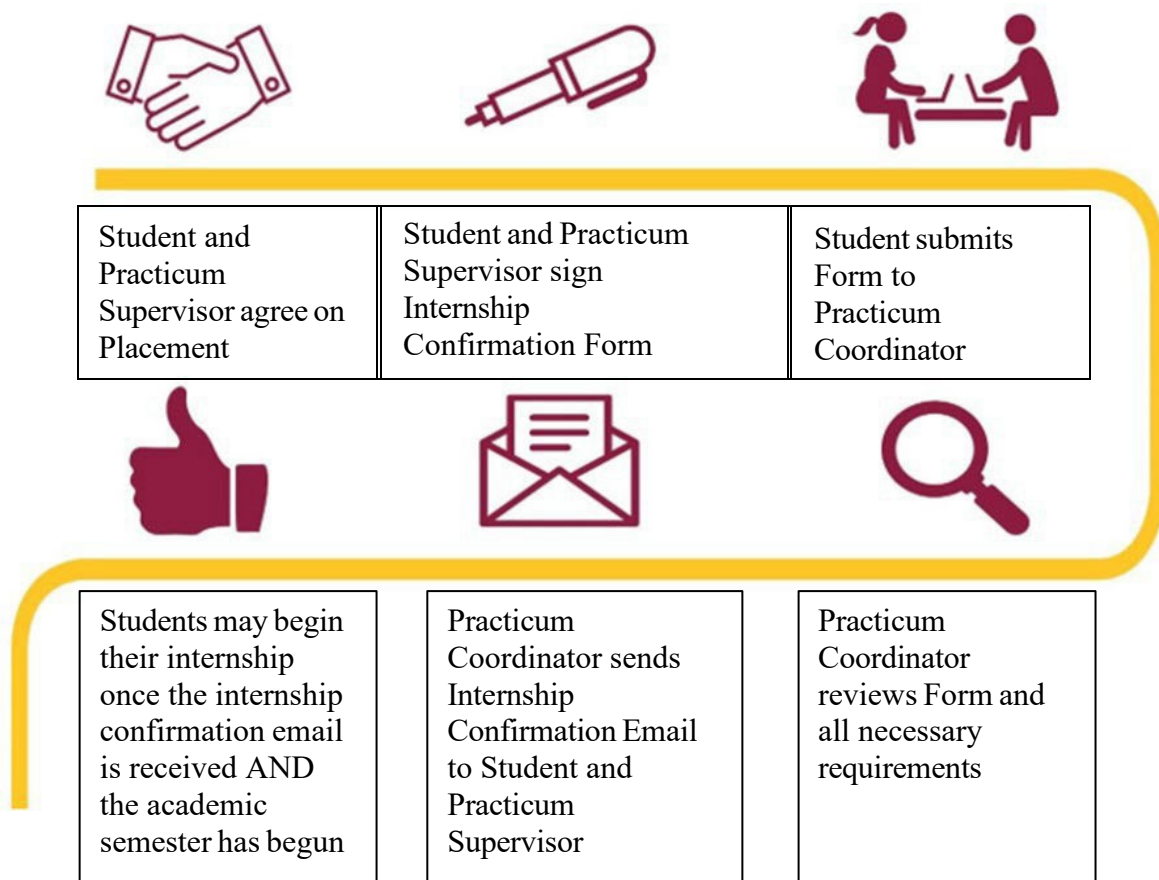 Student and
Practicum
Supervisor agree on
Placement
Student and Practicum
Supervisor sign
Internship
Confirmation Form
Student submits
Form to
Practicum
Coordinator
Practicum
Coordinator
reviews Form and
all necessary
requirements
Practicum
Coordinator sends
Internship
Confirmation Email
to Student and
Practicum
Supervisor
Students may begin
their internship
once the internship
confirmation email
is received AND
the academic
semester has begun